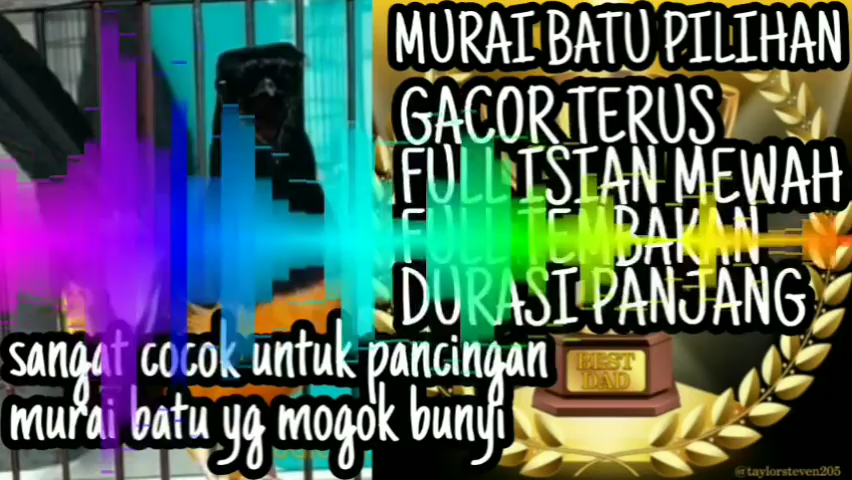 MURAI BATU PILIHAN
GACOR TERUS
FULL ISIAN MEWAH
FULL TEMBAKAN
DURASI PANJANG
sangat cocok untuk pancingan
murai batu yg mogok bunyi
BEST
DAD
@taylorsteven205